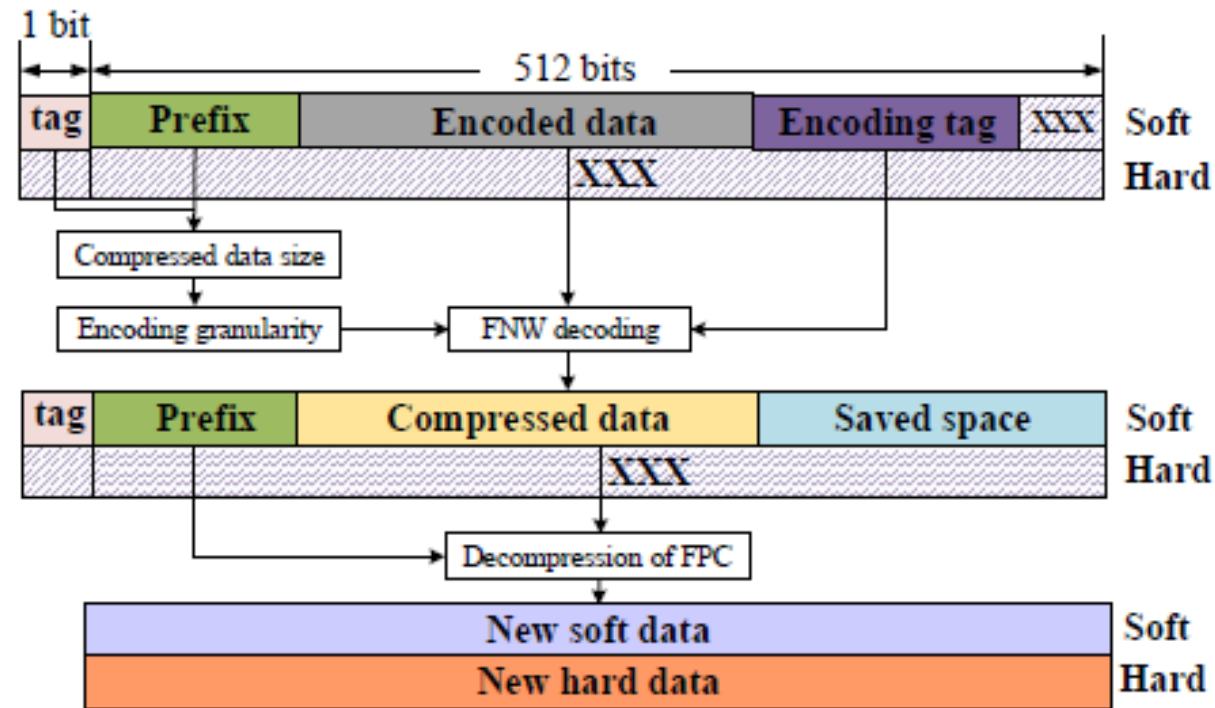 1 bit
512 bits
tag Prefix Encoded data Encoding tag XXX Soft
XXX Hard
Compressed data size
Encoding granularity FNW decoding
tag Prefix Compressed data Saved space Soft
XXX Hard
Decompression of FPC
New soft data Soft
New hard data Hard